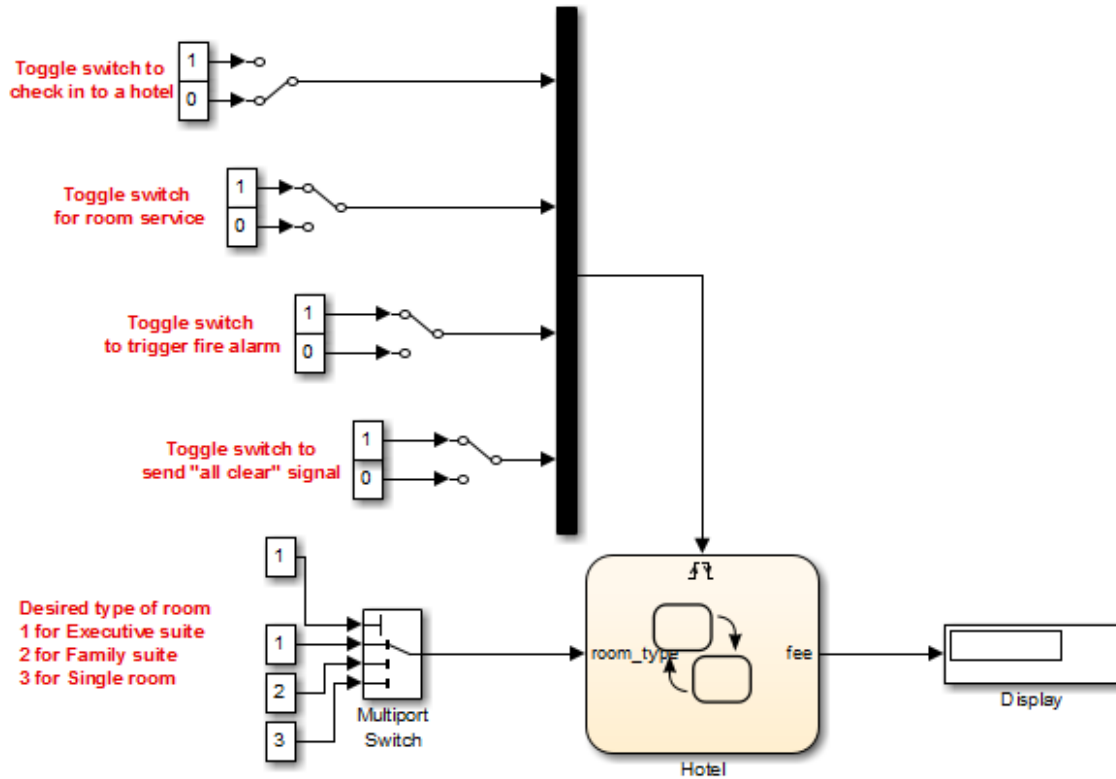 Toggle switch to
check in to a hotel
1
0
Toggle switch
for room service
1
0
Toggle switch
to trigger fire alarm
1
0
Toggle switch to
send "all clear" signal
1
0
Desired type of room
1 for Executive suite
2 for Family suite
3 for Single room
1
1
2
3
Multiport
Switch
room_type
fee
Hotel
Display